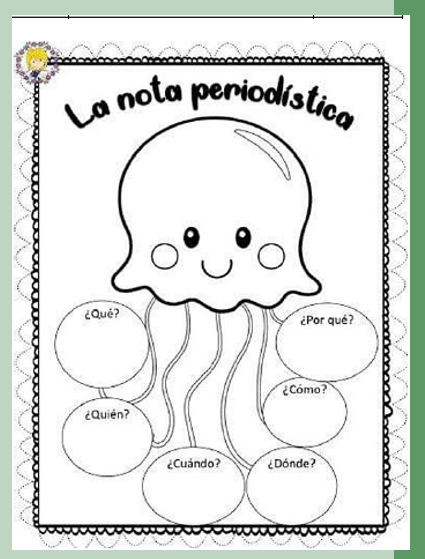 La nota periodística
¿Qué?
¿Por qué?
¿Cómo?
¿Quién?
¿Cuándo?
¿Dónde?